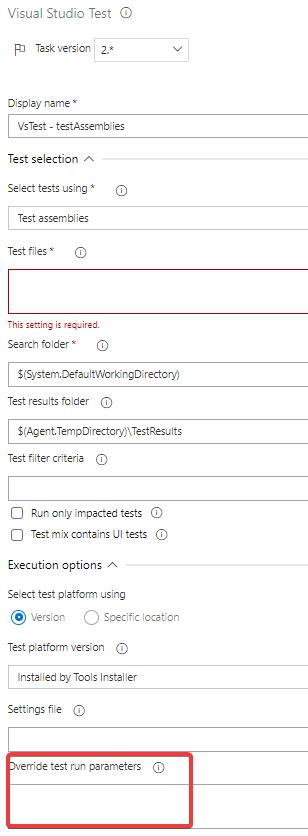 Visual Studio Test
Task version 2.*
Display name *
VsTest - testAssemblies
Test selection
Select tests using *
Test assemblies
Test files *
This setting is required.
Search folder *
$(System.DefaultWorkingDirectory)
Test results folder
$(Agent.TempDirectory)\TestResults
Test filter criteria
Run only impacted tests
Test mix contains UI tests
Execution options
Select test platform using
Version Specific location
Test platform version
Installed by Tools Installer
Settings file
Override test run parameters